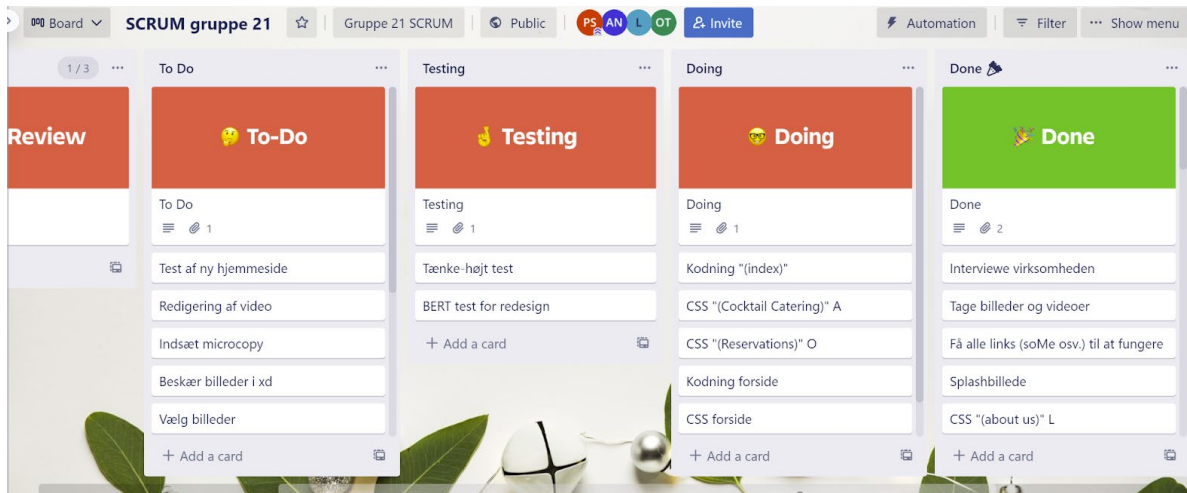 Board
SCRUM gruppe 21
Gruppe 21 SCRUM
Public
PS AN L OT
Invite
Automation
Filter
... Show menu
1 / 3 ...
Review
To Do ...
🤔 To-Do
To Do
1
Test af ny hjemmeside
Redigering af video
Indsæt microcopy
Beskær billeder i xd
Vælg billeder
+ Add a card
Testing ...
🤞 Testing
Testing
1
Tænke-højt test
BERT test for redesign
+ Add a card
Doing ...
🤓 Doing
Doing
1
Kodning "(index)"
CSS "(Cocktail Catering)" A
CSS "(Reservations)" O
Kodning forside
CSS forside
+ Add a card
Done 🎉 ...
🎉 Done
Done
2
Interviewe virksomheden
Tage billeder og videoer
Få alle links (soMe osv.) til at fungere
Splashbillede
CSS "(about us)" L
+ Add a card